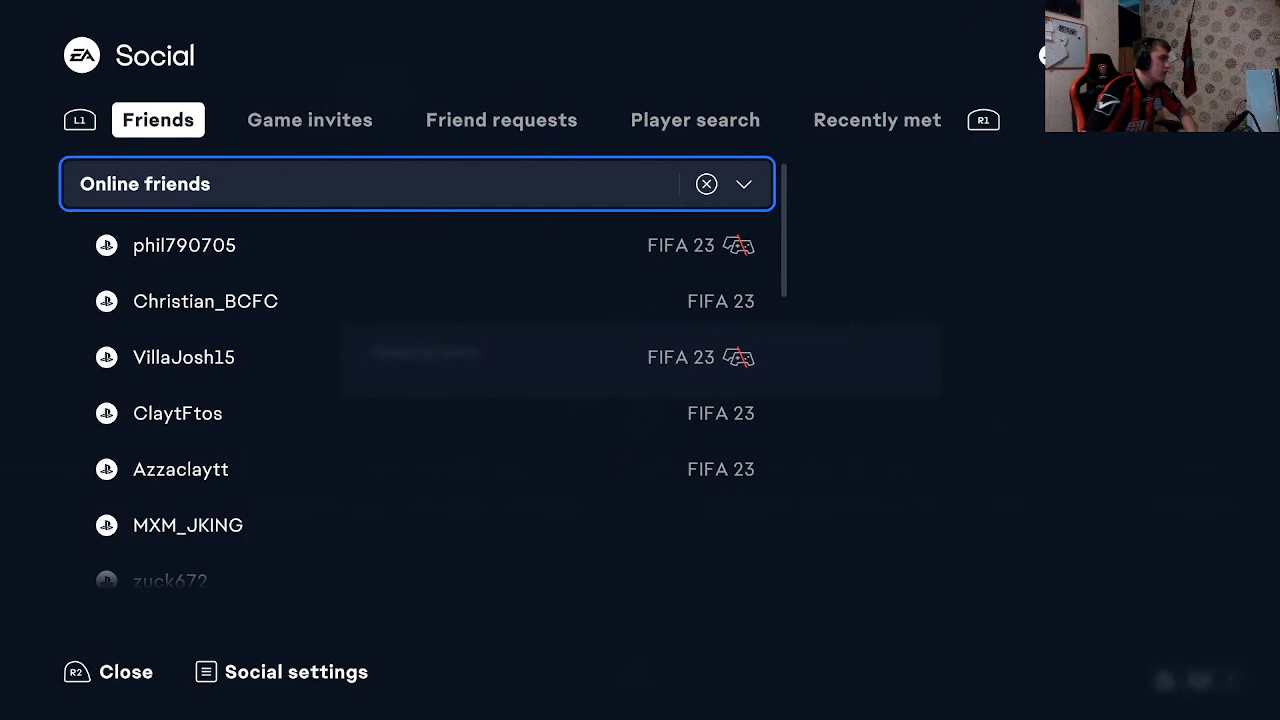 EA Social
L1 Friends Game invites Friend requests Player search Recently met R1
Online friends
phil790705 FIFA 23
Christian_BCFC FIFA 23
VillaJosh15 FIFA 23
ClaytFtos FIFA 23
Azzaclaytt FIFA 23
MXM_JKING
zuck672
R2 Close Social settings